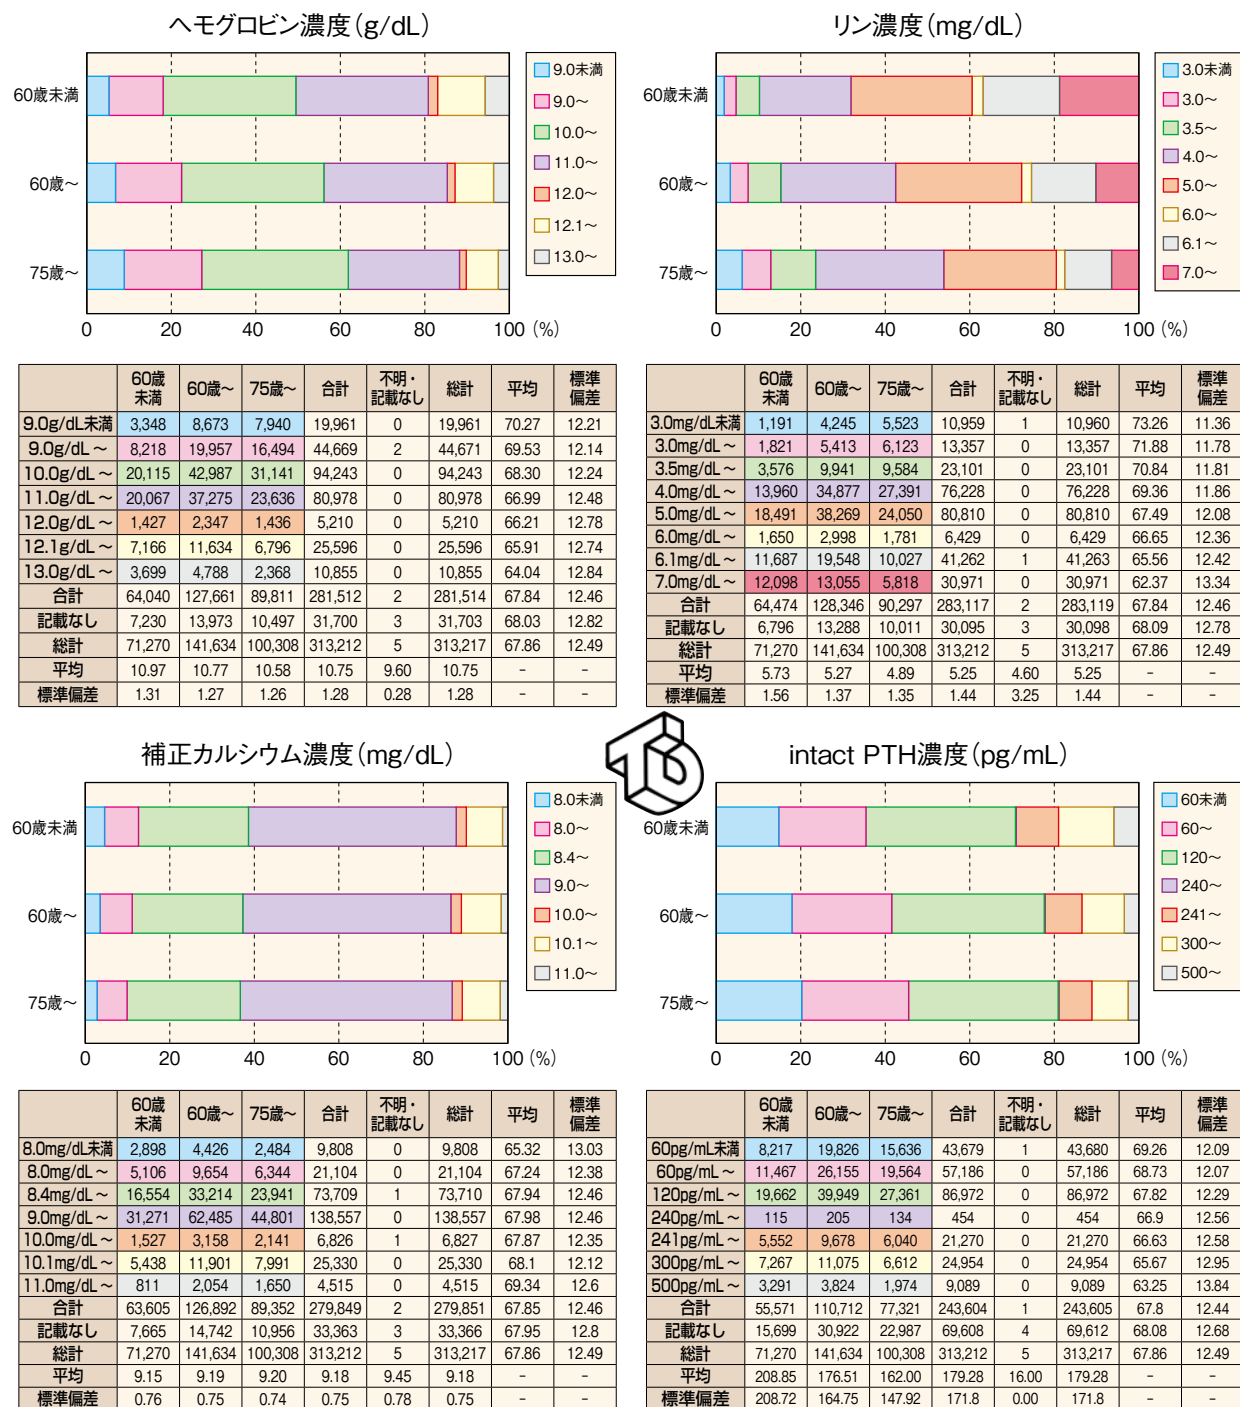 ヘモグロビン濃度（g/dL）
60歳未満
60歳～
75歳～
0 20 40 60 80 100 (%)
9.0未満
9.0～
10.0～
11.0～
12.0～
12.1～
13.0～
60歳未満 60歳～ 75歳～ 合計 不明・記載なし 総計 平均 標準偏差
9.0g/dL未満 3,348 8,673 7,940 19,961 0 19,961 70.27 12.21
9.0g/dL～ 8,218 19,957 16,494 44,669 2 44,671 69.53 12.14
10.0g/dL～ 20,115 42,987 31,141 94,243 0 94,243 68.30 12.24
11.0g/dL～ 20,067 37,275 23,636 80,978 0 80,978 66.99 12.48
12.0g/dL～ 1,427 2,347 1,436 5,210 0 5,210 66.21 12.78
12.1g/dL～ 7,166 11,634 6,796 25,596 0 25,596 65.91 12.74
13.0g/dL～ 3,699 4,788 2,368 10,855 0 10,855 64.04 12.84
合計 64,040 127,661 89,811 281,512 2 281,514 67.84 12.46
記載なし 7,230 13,973 10,497 31,700 3 31,703 68.03 12.82
総計 71,270 141,634 100,308 313,212 5 313,217 67.86 12.49
平均 10.97 10.77 10.58 10.75 9.60 10.75 － －
標準偏差 1.31 1.27 1.26 1.28 0.28 1.28 － －
リン濃度（mg/dL）
60歳未満
60歳～
75歳～
0 20 40 60 80 100 (%)
3.0未満
3.0～
3.5～
4.0～
5.0～
6.0～
6.1～
7.0～
60歳未満 60歳～ 75歳～ 合計 不明・記載なし 総計 平均 標準偏差
3.0mg/dL未満 1,191 4,245 5,523 10,959 1 10,960 73.26 11.36
3.0mg/dL～ 1,821 5,413 6,123 13,357 0 13,357 71.88 11.78
3.5mg/dL～ 3,576 9,941 9,584 23,101 0 23,101 70.84 11.81
4.0mg/dL～ 13,960 34,877 27,391 76,228 0 76,228 69.36 11.86
5.0mg/dL～ 18,491 38,269 24,050 80,810 0 80,810 67.49 12.08
6.0mg/dL～ 1,650 2,998 1,781 6,429 0 6,429 66.65 12.36
6.1mg/dL～ 11,687 19,548 10,027 41,262 1 41,263 65.56 12.42
7.0mg/dL～ 12,098 13,055 5,818 30,971 0 30,971 62.37 13.34
合計 64,474 128,346 90,297 283,117 2 283,119 67.84 12.46
記載なし 6,796 13,288 10,011 30,095 3 30,098 68.09 12.78
総計 71,270 141,634 100,308 313,212 5 313,217 67.86 12.49
平均 5.73 5.27 4.89 5.25 4.60 5.25 － －
標準偏差 1.56 1.37 1.35 1.44 3.25 1.44 － －
補正カルシウム濃度（mg/dL）
60歳未満
60歳～
75歳～
0 20 40 60 80 100 (%)
8.0未満
8.0～
8.4～
9.0～
10.0～
10.1～
11.0～
60歳未満 60歳～ 75歳～ 合計 不明・記載なし 総計 平均 標準偏差
8.0mg/dL未満 2,898 4,426 2,484 9,808 0 9,808 65.32 13.03
8.0mg/dL～ 5,106 9,654 6,344 21,104 0 21,104 67.24 12.38
8.4mg/dL～ 16,554 33,214 23,941 73,709 1 73,710 67.94 12.46
9.0mg/dL～ 31,271 62,485 44,801 138,557 0 138,557 67.98 12.46
10.0mg/dL～ 1,527 3,158 2,141 6,826 1 6,827 67.87 12.35
10.1mg/dL～ 5,438 11,901 7,991 25,330 0 25,330 68.1 12.12
11.0mg/dL～ 811 2,054 1,650 4,515 0 4,515 69.34 12.6
合計 63,605 126,892 89,352 279,849 2 279,851 67.85 12.46
記載なし 7,665 14,742 10,956 33,363 3 33,366 67.95 12.8
総計 71,270 141,634 100,308 313,212 5 313,217 67.86 12.49
平均 9.15 9.19 9.20 9.18 9.45 9.18 － －
標準偏差 0.76 0.75 0.74 0.75 0.78 0.75 － －
intact PTH濃度（pg/mL）
60歳未満
60歳～
75歳～
0 20 40 60 80 100 (%)
60未満
60～
120～
240～
241～
300～
500～
60歳未満 60歳～ 75歳～ 合計 不明・記載なし 総計 平均 標準偏差
60pg/mL未満 8,217 19,826 15,636 43,679 1 43,680 69.26 12.09
60pg/mL～ 11,467 26,155 19,564 57,186 0 57,186 68.73 12.07
120pg/mL～ 19,662 39,949 27,361 86,972 0 86,972 67.82 12.29
240pg/mL～ 115 205 134 454 0 454 66.9 12.56
241pg/mL～ 5,552 9,678 6,040 21,270 0 21,270 66.63 12.58
300pg/mL～ 7,267 11,075 6,612 24,954 0 24,954 65.67 12.95
500pg/mL～ 3,291 3,824 1,974 9,089 0 9,089 63.25 13.84
合計 55,571 110,712 77,321 243,604 1 243,605 67.8 12.44
記載なし 15,699 30,922 22,987 69,608 4 69,612 68.08 12.68
総計 71,270 141,634 100,308 313,212 5 313,217 67.86 12.49
平均 208.85 176.51 162.00 179.28 16.00 179.28 － －
標準偏差 208.72 164.75 147.92 171.8 0.00 171.8 － －